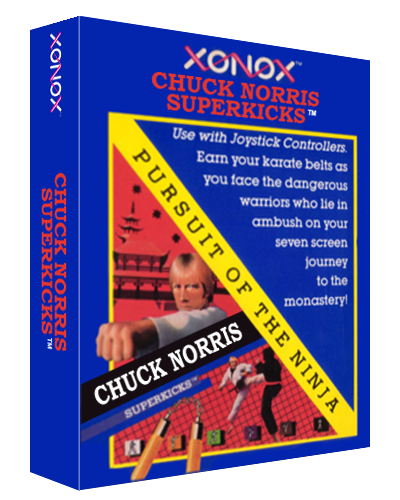 XONOX™
CHUCK NORRIS
SUPERKICKS™
XONOX™
CHUCK NORRIS
SUPERKICKS™
Use with Joystick Controllers.
Earn your karate belts as
you face the dangerous
warriors who lie in
ambush on your
seven screen
journey
to the
monastery!
PURSUIT OF THE NINJA
CHUCK NORRIS
SUPERKICKS™